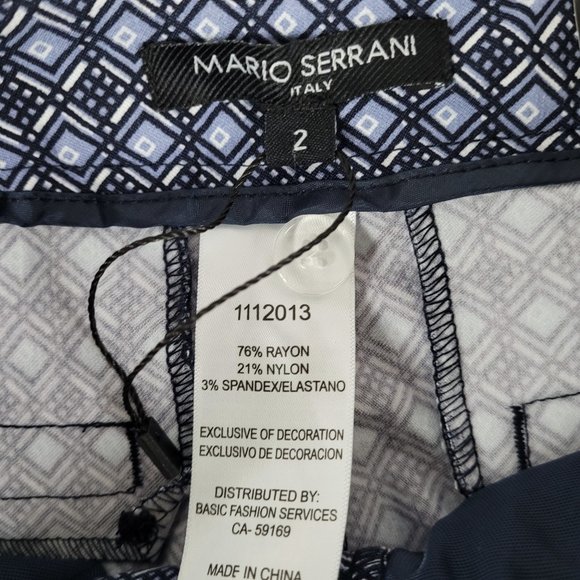 MARIO SERRANI
ITALY
2
1112013
76% RAYON
21% NYLON
3% SPANDEX/ELASTANO
EXCLUSIVE OF DECORATION
EXCLUSIVO DE DECORACION
DISTRIBUTED BY:
BASIC FASHION SERVICES
CA- 59169
MADE IN CHINA